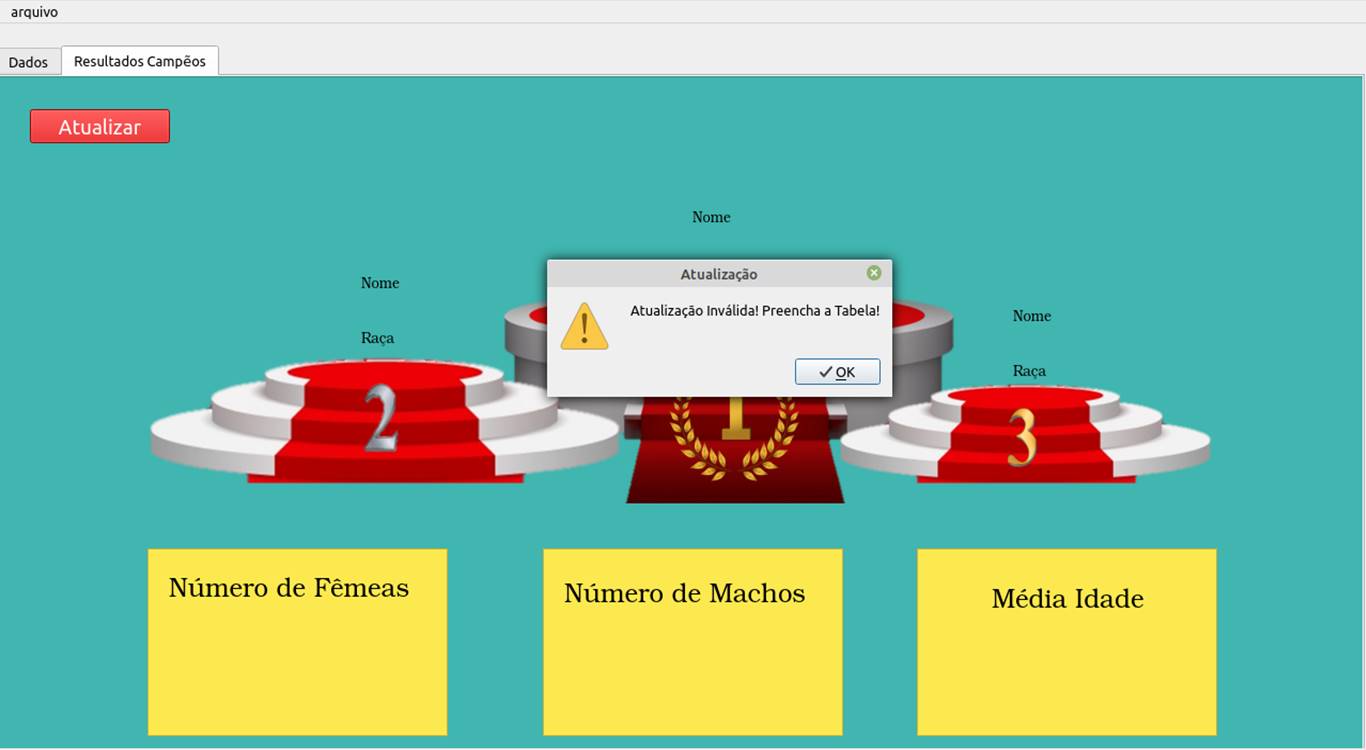 arquivo
Dados
Resultados Campẽos
Atualizar
Nome
Atualização
Atualização Inválida! Preencha a Tabela!
OK
Nome
Raça
Nome
Raça
2
1
3
Número de Fêmeas
Número de Machos
Média Idade